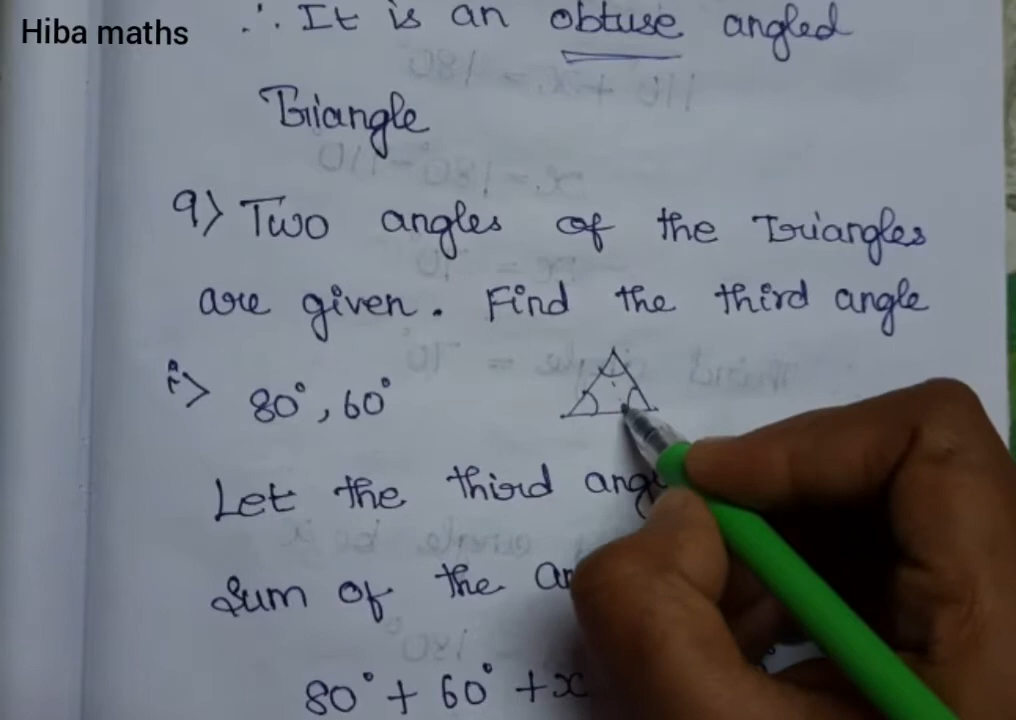 Hiba maths
∴ It is an obtuse angled
Triangle
9) Two angles of the Triangles
are given. Find the third angle
i) 80°, 60°
Let the third
Sum of the
80° + 60° + x